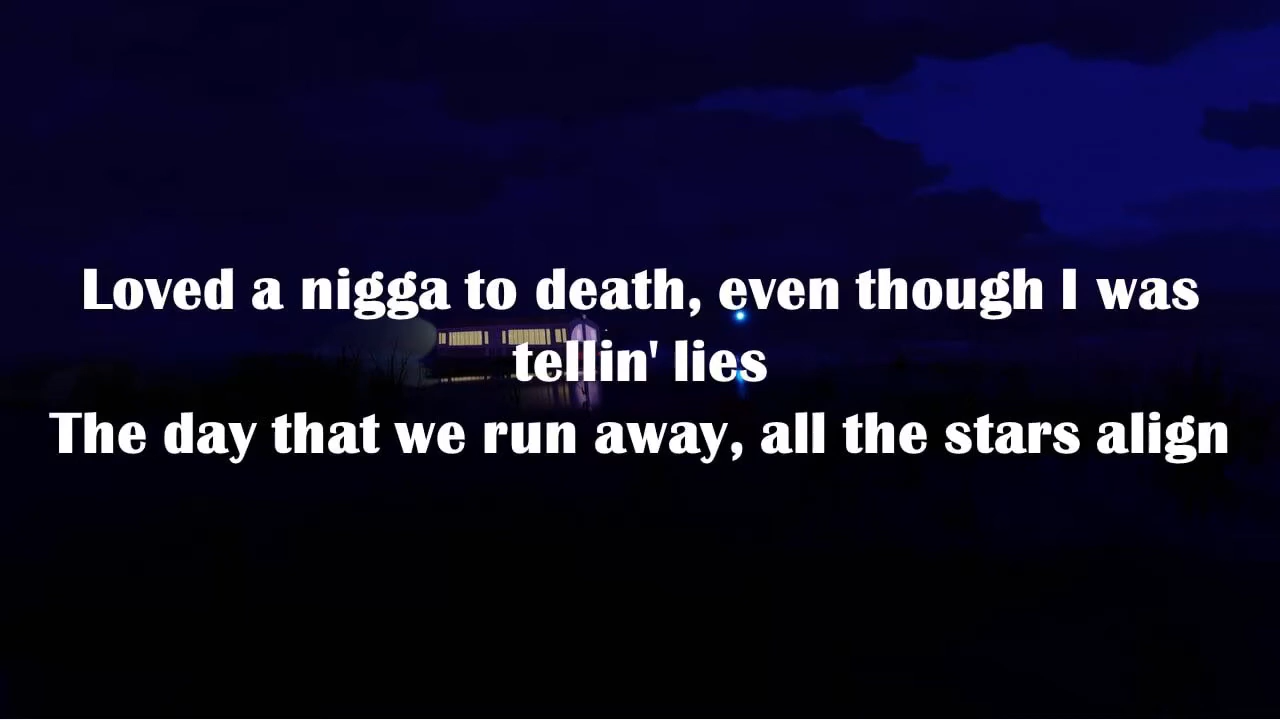 Loved a nigga to death, even though I was
tellin' lies
The day that we run away, all the stars align